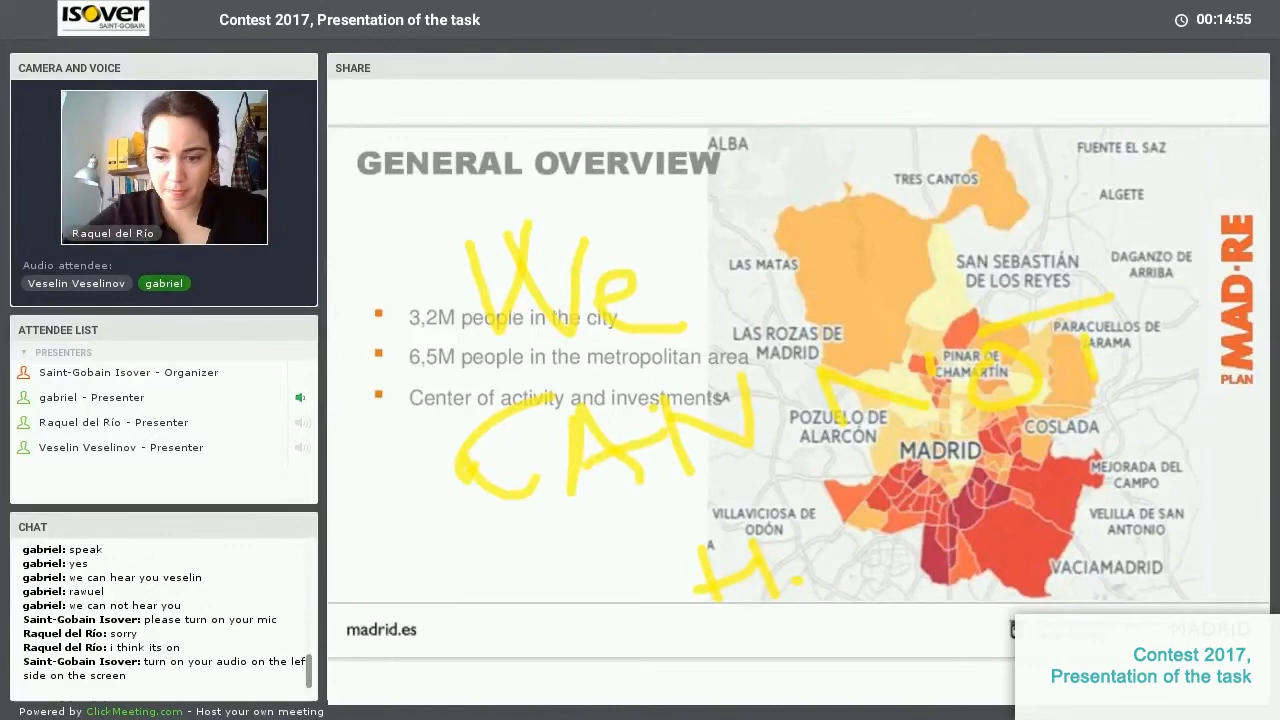 isover
SAINT-GOBAIN
Contest 2017, Presentation of the task
00:14:55
CAMERA AND VOICE
Raquel del Río
Audio attendee:
Veselin Veselinov
gabriel
ATTENDEE LIST
PRESENTERS
Saint-Gobain Isover - Organizer
gabriel - Presenter
Raquel del Río - Presenter
Veselin Veselinov - Presenter
CHAT
gabriel: speak
gabriel: yes
gabriel: we can hear you veselin
gabriel: rawuel
gabriel: we can not hear you
Saint-Gobain Isover: please turn on your mic
Raquel del Río: sorry
Raquel del Río: i think its on
Saint-Gobain Isover: turn on your audio on the lef
side on the screen
Powered by ClickMeeting.com - Host your own meeting
SHARE
GENERAL OVERVIEW
3,2M people in the city
6,5M people in the metropolitan area
Center of activity and investments
We
CAN NOT
H.
ALBA
FUENTE EL SAZ
TRES CANTOS
ALGETE
LAS MATAS
SAN SEBASTIÁN
DE LOS REYES
DAGANZO DE
ARRIBA
LAS ROZAS DE
MADRID
PARACUELLOS DE
JARAMA
PINAR DE
CHAMARTÍN
POZUELO DE
ALARCÓN
COSLADA
MADRID
MEJORADA DEL
CAMPO
VILLAVICIOSA DE
ODÓN
VELILLA DE SAN
ANTONIO
VACIAMADRID
PLAN MAD-RE
madrid.es
MADRID
Contest 2017,
Presentation of the task